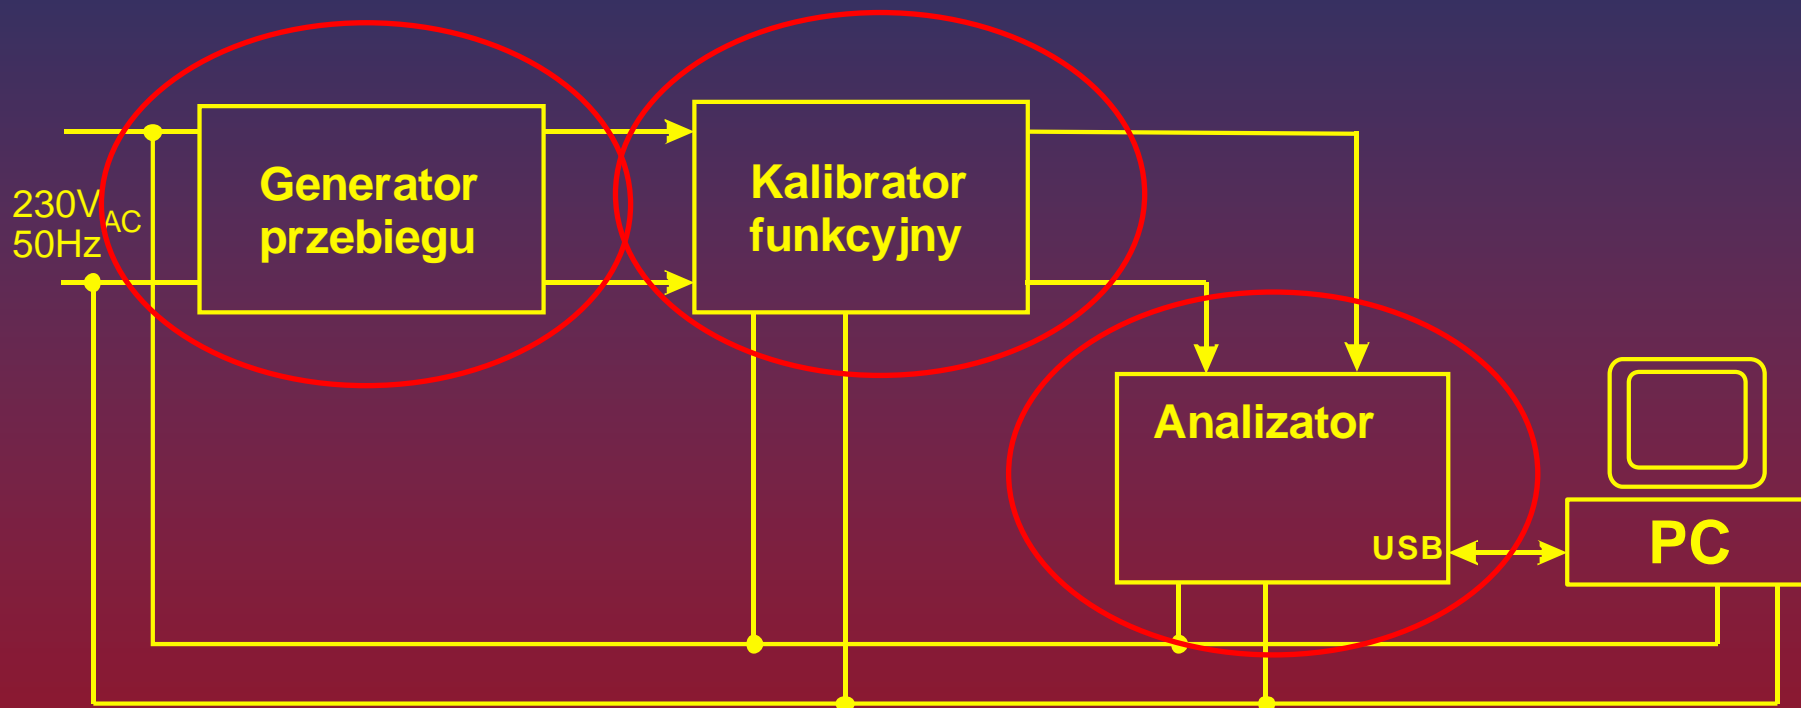 230V AC
50Hz
Generator
przebiegu
Kalibrator
funkcyjny
Analizator
USB
PC